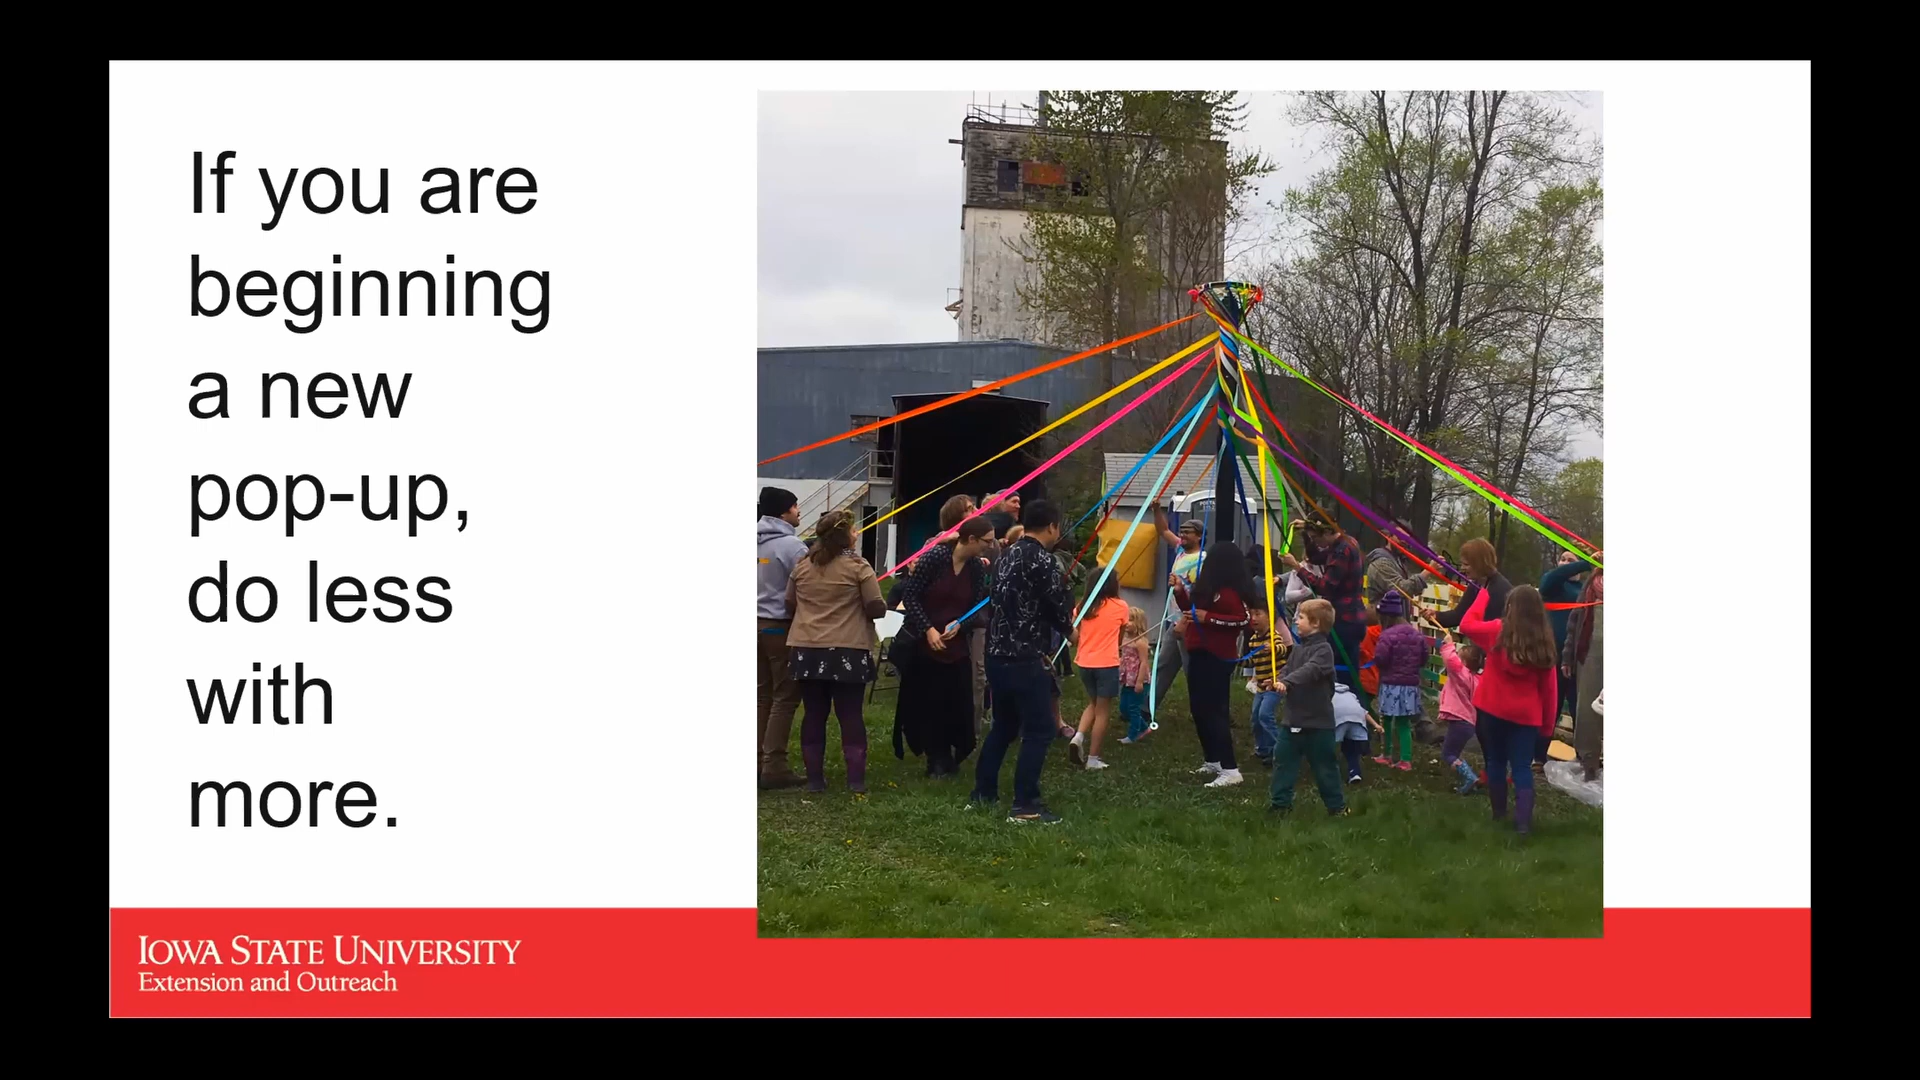 If you are
beginning
a new
pop-up,
do less
with
more.
IOWA STATE UNIVERSITY
Extension and Outreach